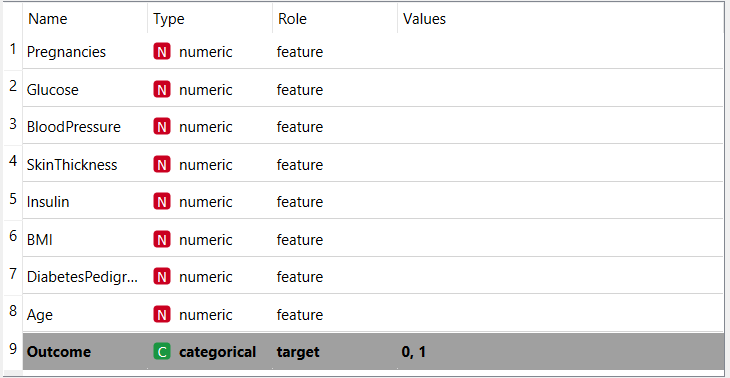 Name Type Role Values
1 Pregnancies N numeric feature
2 Glucose N numeric feature
3 BloodPressure N numeric feature
4 SkinThickness N numeric feature
5 Insulin N numeric feature
6 BMI N numeric feature
7 DiabetesPedigr... N numeric feature
8 Age N numeric feature
9 Outcome C categorical target 0, 1